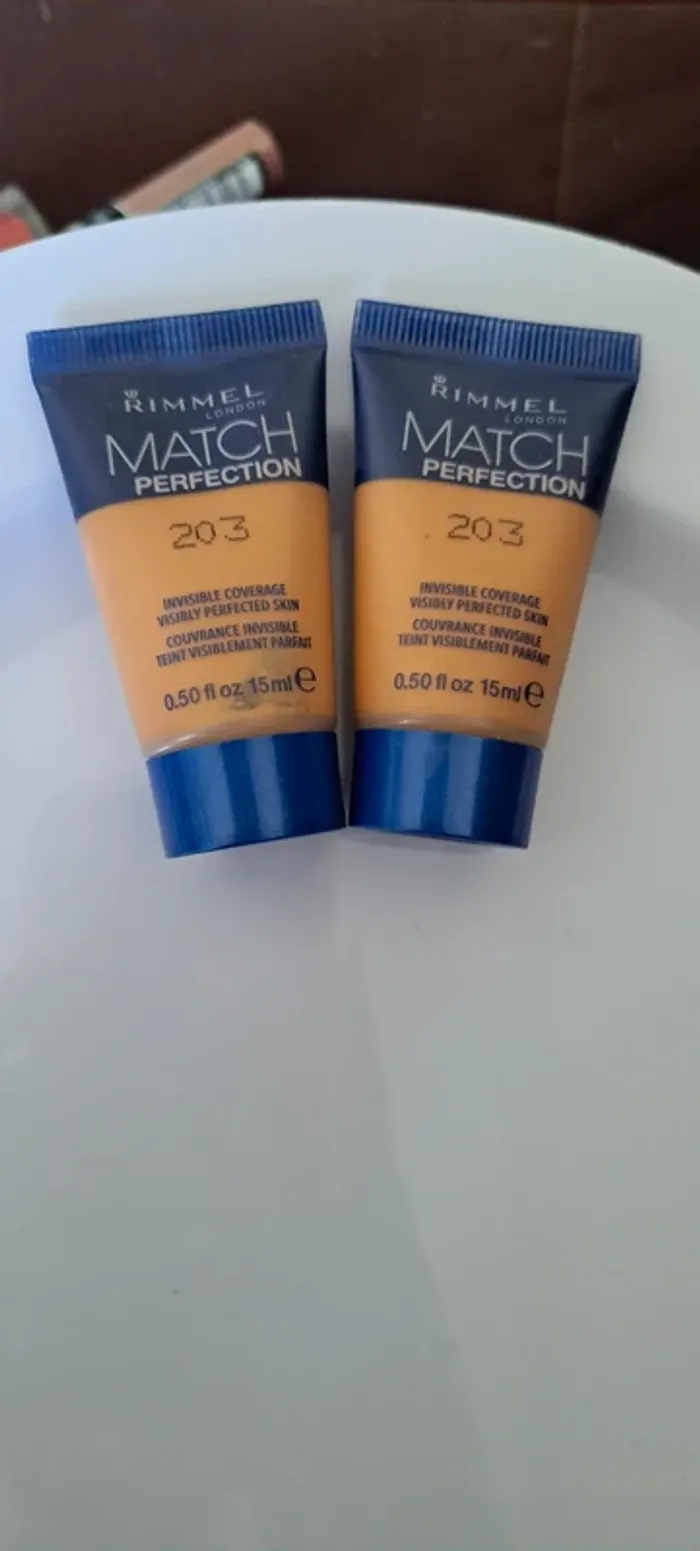 RIMMEL
LONDON
MATCH
PERFECTION
203
INVISIBLE COVERAGE
VISIBLY PERFECTED SKIN
COUVRANCE INVISIBLE
TEINT VISIBLEMENT PARFAIT
0.50 fl oz 15ml e
RIMMEL
LONDON
MATCH
PERFECTION
203
INVISIBLE COVERAGE
VISIBLY PERFECTED SKIN
COUVRANCE INVISIBLE
TEINT VISIBLEMENT PARFAIT
0.50 fl oz 15ml e